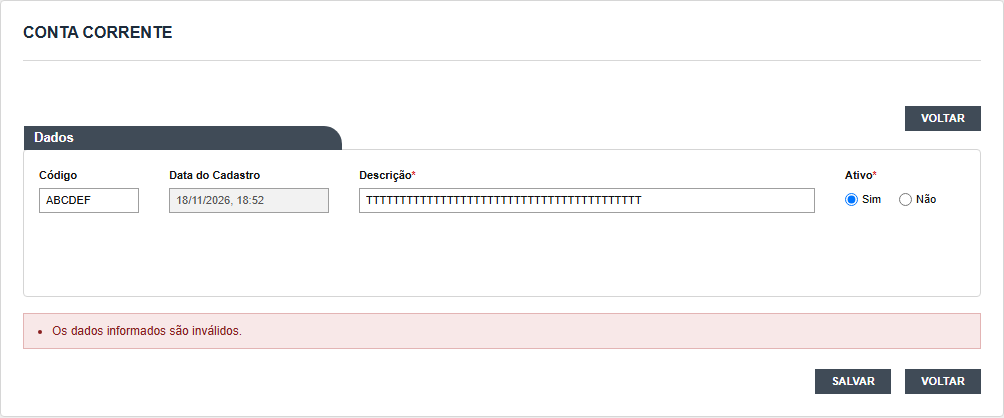 CONTA CORRENTE
VOLTAR
Dados
Código Data do Cadastro Descrição* Ativo*
ABCDEF 18/11/2026, 18:52 TTTTTTTTTTTTTTTTTTTTTTTTTTTTTTTTTTTTTTTTT Sim Não
• Os dados informados são inválidos.
SALVAR VOLTAR